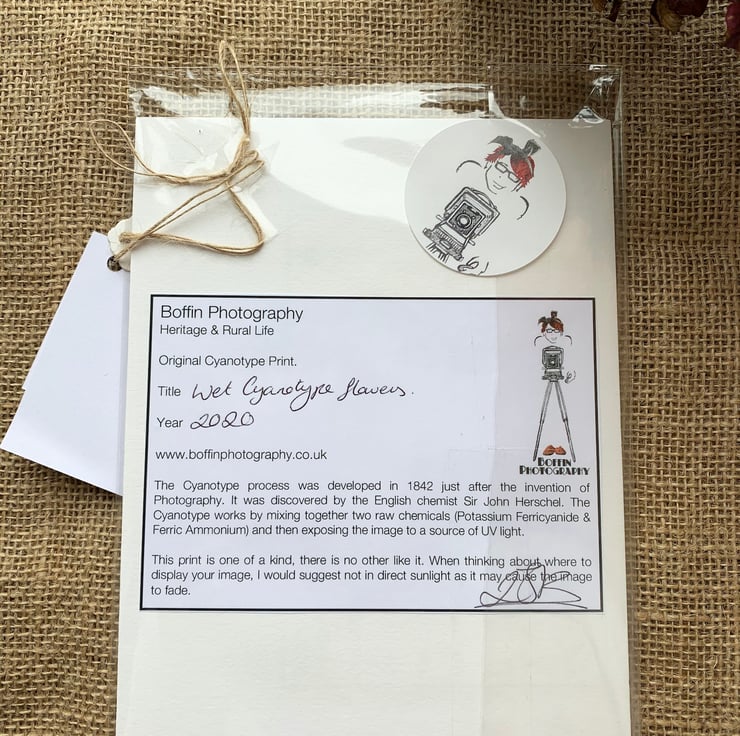 Boffin Photography
Heritage & Rural Life
Original Cyanotype Print.
Title Wet Cyanotype flowers.
Year 2020
www.boffinphotography.co.uk
BOFFIN
PHOTOGRAPHY
The Cyanotype process was developed in 1842 just after the invention of
Photography. It was discovered by the English chemist Sir John Herschel. The
Cyanotype works by mixing together two raw chemicals (Potassium Ferricyanide &
Ferric Ammonium) and then exposing the image to a source of UV light.
This print is one of a kind, there is no other like it. When thinking about where to
display your image, I would suggest not in direct sunlight as it may cause the image
to fade.